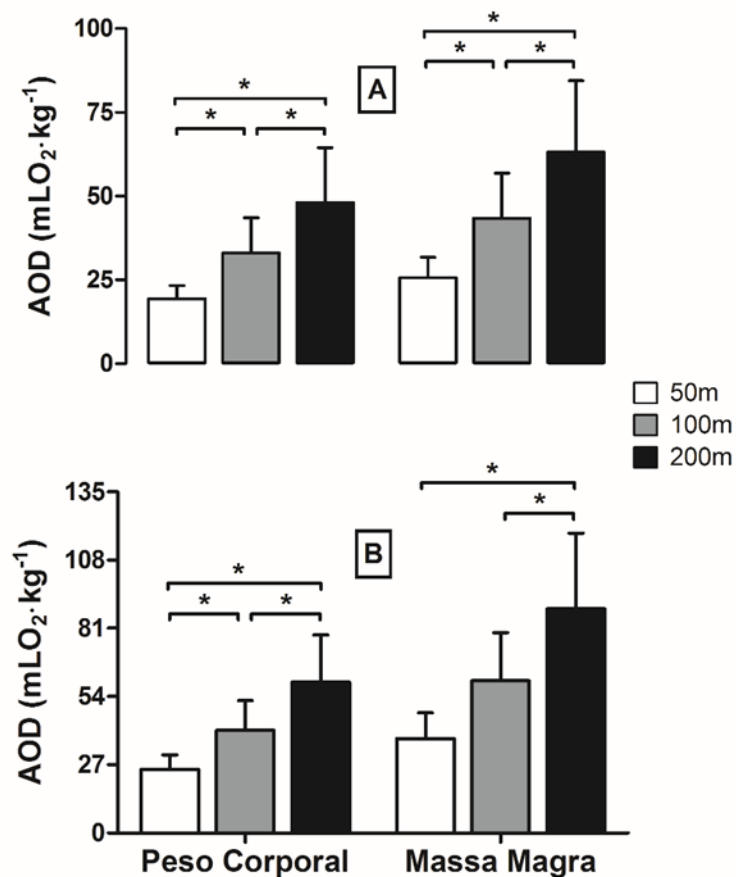 100
75
50
25
0
AOD (mLO₂·kg⁻¹)
A
* * *
* * *
50m
100m
200m
135
108
81
54
27
0
AOD (mLO₂·kg⁻¹)
B
* * *
* *
Peso Corporal Massa Magra